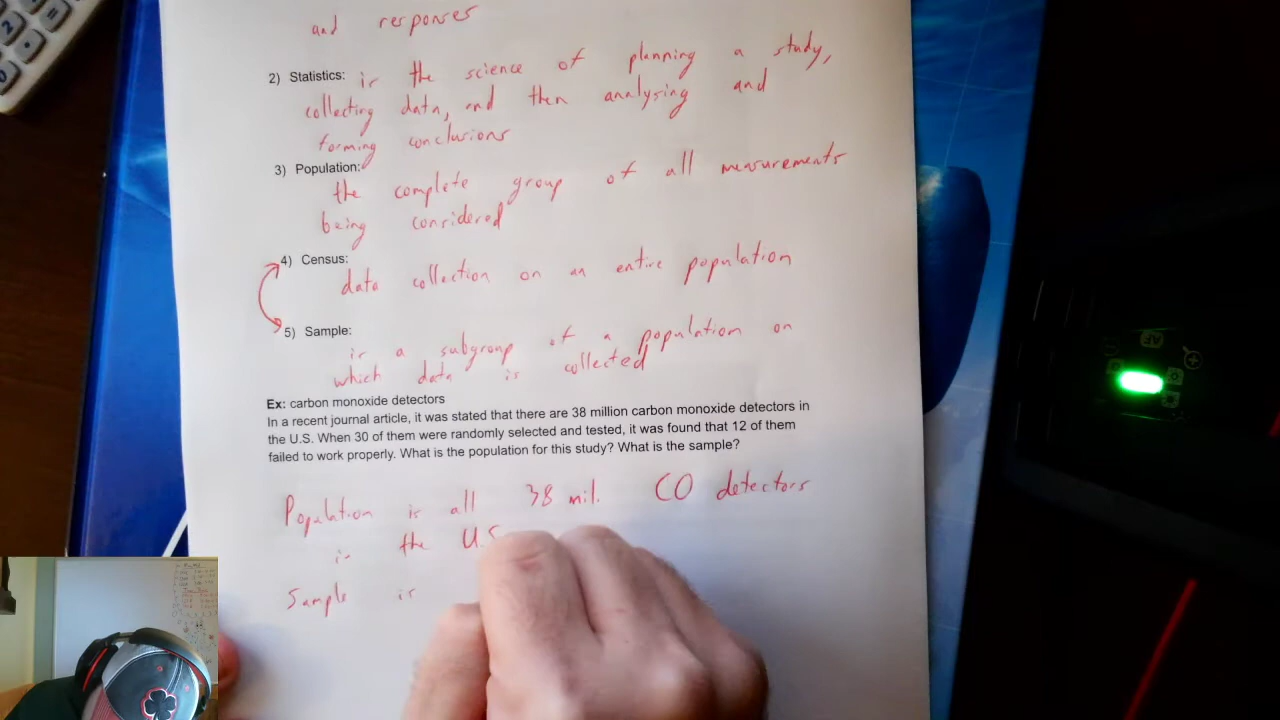 and responses
2) Statistics: is the science of planning a study,
collecting data, and then analysing and
forming conclusions
3) Population:
the complete group of all measurements
being considered
4) Census:
data collection on an entire population
5) Sample:
is a subgroup of a population on
which data is collected
Ex: carbon monoxide detectors
In a recent journal article, it was stated that there are 38 million carbon monoxide detectors in
the U.S. When 30 of them were randomly selected and tested, it was found that 12 of them
failed to work properly. What is the population for this study? What is the sample?
Population is all 38 mil. CO detectors
in the U.S
Sample is